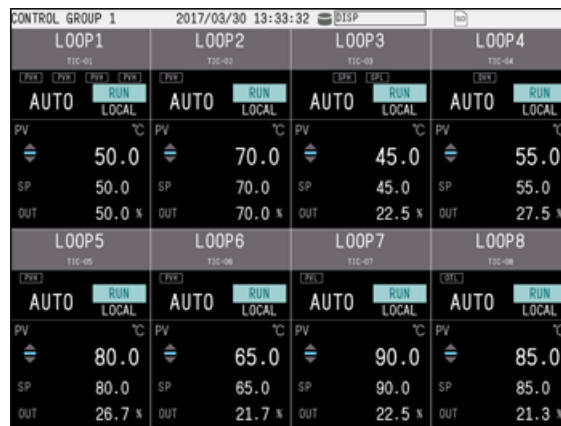 CONTROL GROUP 1 2017/03/30 13:33:32 DISP
LOOP1 LOOP2 LOOP3 LOOP4
TIC-01 TIC-02 TIC-03 TIC-04
PVH PVH PVH PVH PVH SPH SPL DVH
AUTO RUN AUTO RUN AUTO RUN AUTO RUN
LOCAL LOCAL LOCAL LOCAL
PV °C PV °C PV °C PV °C
50.0 70.0 45.0 55.0
SP 50.0 SP 70.0 SP 45.0 SP 55.0
OUT 50.0 % OUT 70.0 % OUT 22.5 % OUT 27.5 %
LOOP5 LOOP6 LOOP7 LOOP8
TIC-05 TIC-06 TIC-07 TIC-08
PVH PVH PVL OTL
AUTO RUN AUTO RUN AUTO RUN AUTO RUN
LOCAL LOCAL LOCAL LOCAL
PV °C PV °C PV °C PV °C
80.0 65.0 90.0 85.0
SP 80.0 SP 65.0 SP 90.0 SP 85.0
OUT 26.7 % OUT 21.7 % OUT 22.5 % OUT 21.3 %